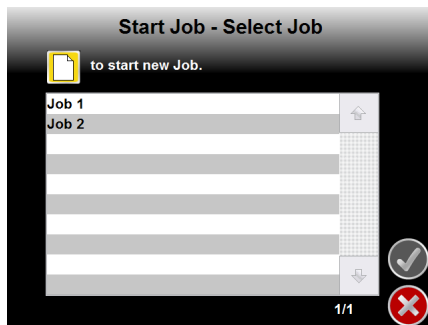 Start Job - Select Job
to start new Job.
Job 1
Job 2
1/1